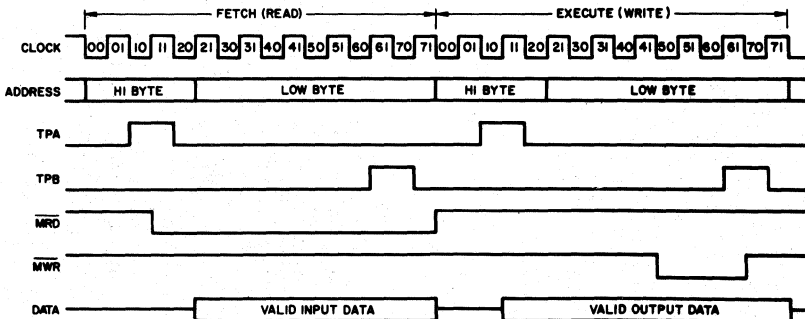 FETCH (READ) EXECUTE (WRITE)
CLOCK 00 01 10 11 20 21 30 31 40 41 50 51 60 61 70 71 00 01 10 11 20 21 30 31 40 41 50 51 60 61 70 71
ADDRESS HI BYTE LOW BYTE HI BYTE LOW BYTE
TPA
TPB
MRD
MWR
DATA VALID INPUT DATA VALID OUTPUT DATA